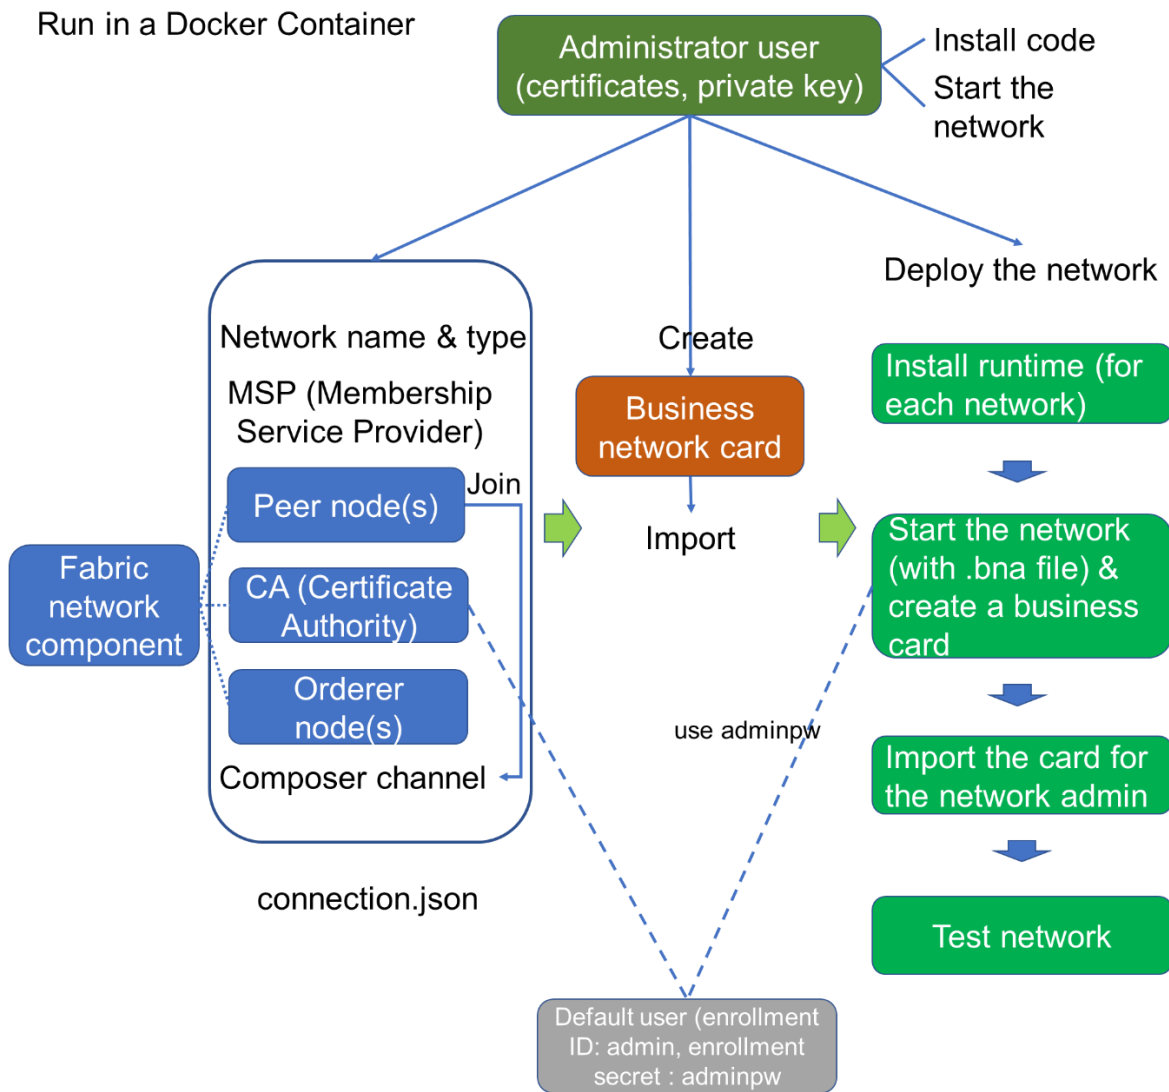 Run in a Docker Container
Administrator user
(certificates, private key)
Install code
Start the
network
Deploy the network
Network name & type
MSP (Membership
Service Provider)
Peer node(s)
Join
CA (Certificate
Authority)
Orderer
node(s)
Composer channel
connection.json
Fabric
network
component
Create
Business
network card
Import
Install runtime (for
each network)
Start the network
(with .bna file) &
create a business
card
use adminpw
Import the card for
the network admin
Test network
Default user (enrollment
ID: admin, enrollment
secret : adminpw